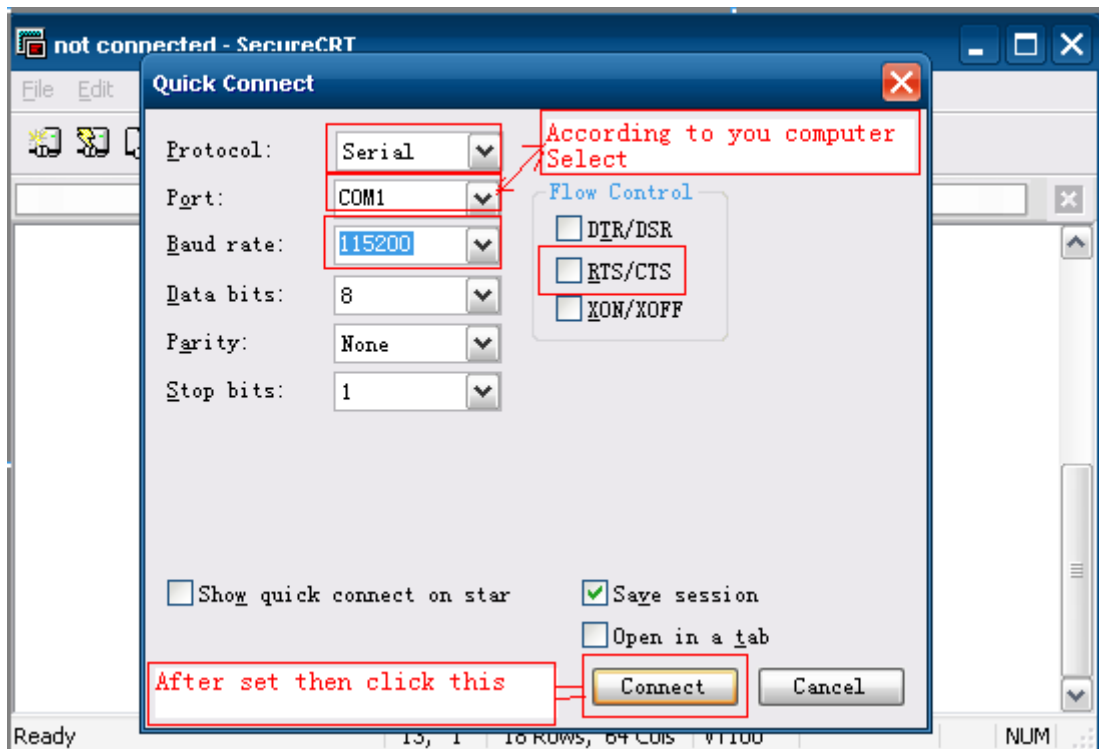 not connected - SecureCRT
File Edit
Quick Connect
Protocol: Serial
According to you computer
Select
Port: COM1
Flow Control
Baud rate: 115200
DTR/DSR
RTS/CTS
Data bits: 8
XON/XOFF
Parity: None
Stop bits: 1
Show quick connect on star
Save session
Open in a tab
After set then click this
Connect Cancel
Ready 13, 1 18 Rows, 64 Cols VT100 NUM